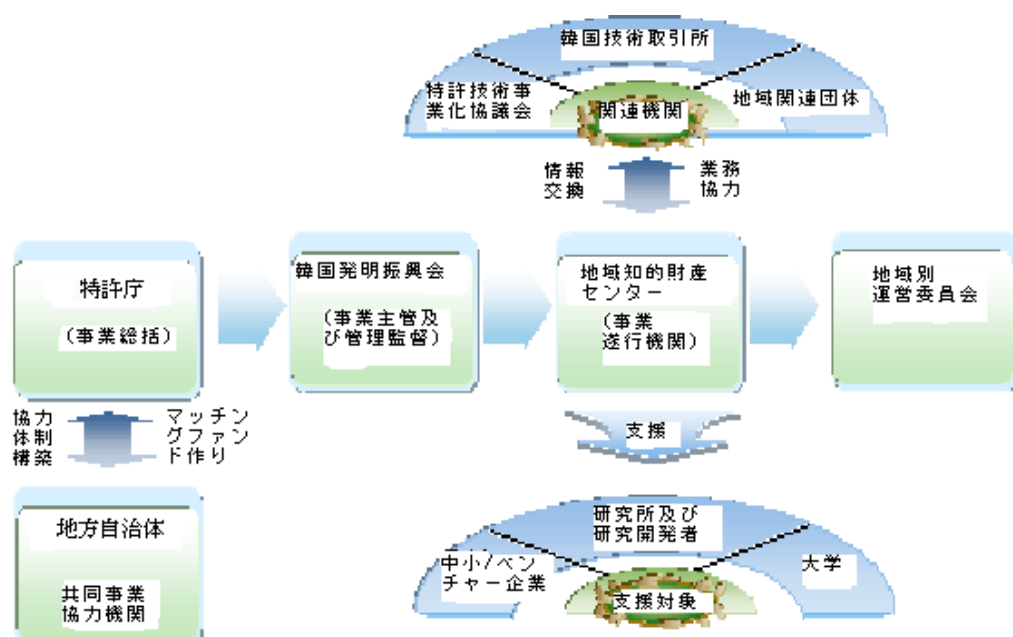 韓国技術取引所
特許技術事
業化協議会
関連機関
地域関連団体
情報
交換
業務
協力
特許庁
(事業総括)
韓国発明振興会
(事業主管及
び管理監督)
地域知的財産
センター
(事業
遂行機関)
地域別
運営委員会
協力
体制
構築
マッチン
グファン
ド作り
支援
地方自治体
共同事業
協力機関
研究所及び
研究開発者
中小/ベン
チャー企業
支援対象
大学